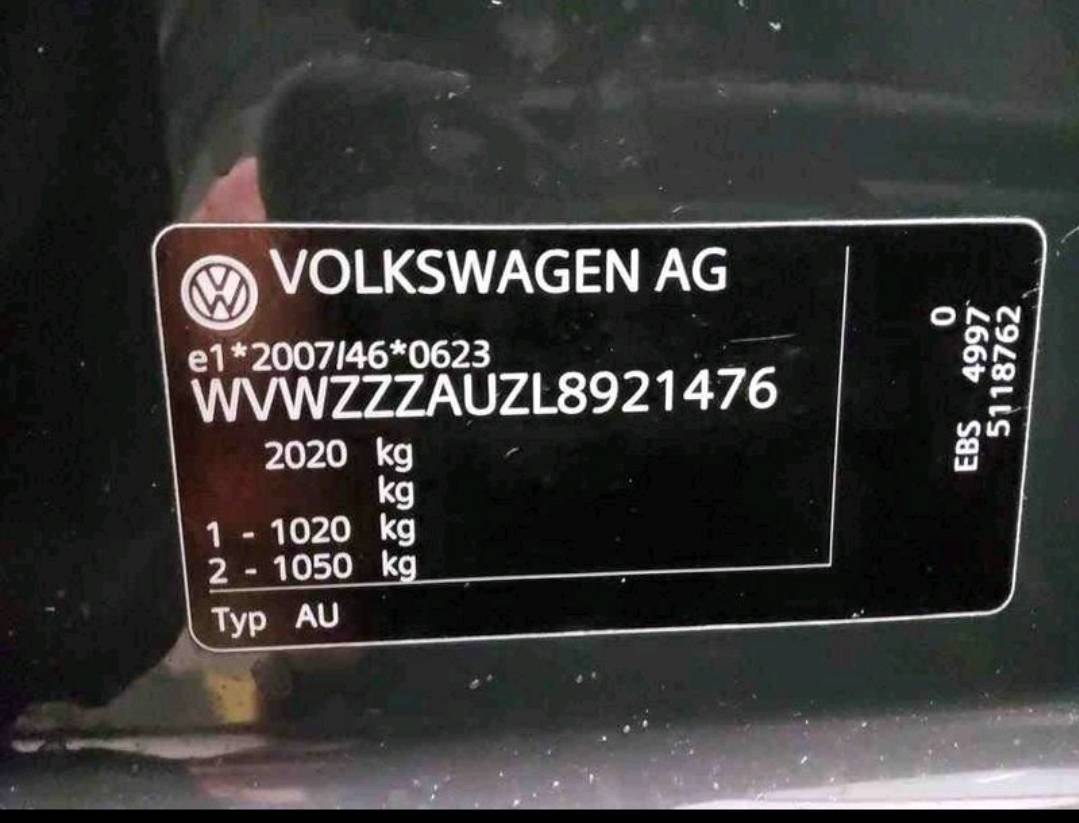 VOLKSWAGEN AG
e1*2007/46*0623
WVWZZZAUZL8921476
2020 kg
kg
1 - 1020 kg
2 - 1050 kg
Typ AU
0
EBS 4997
5118762